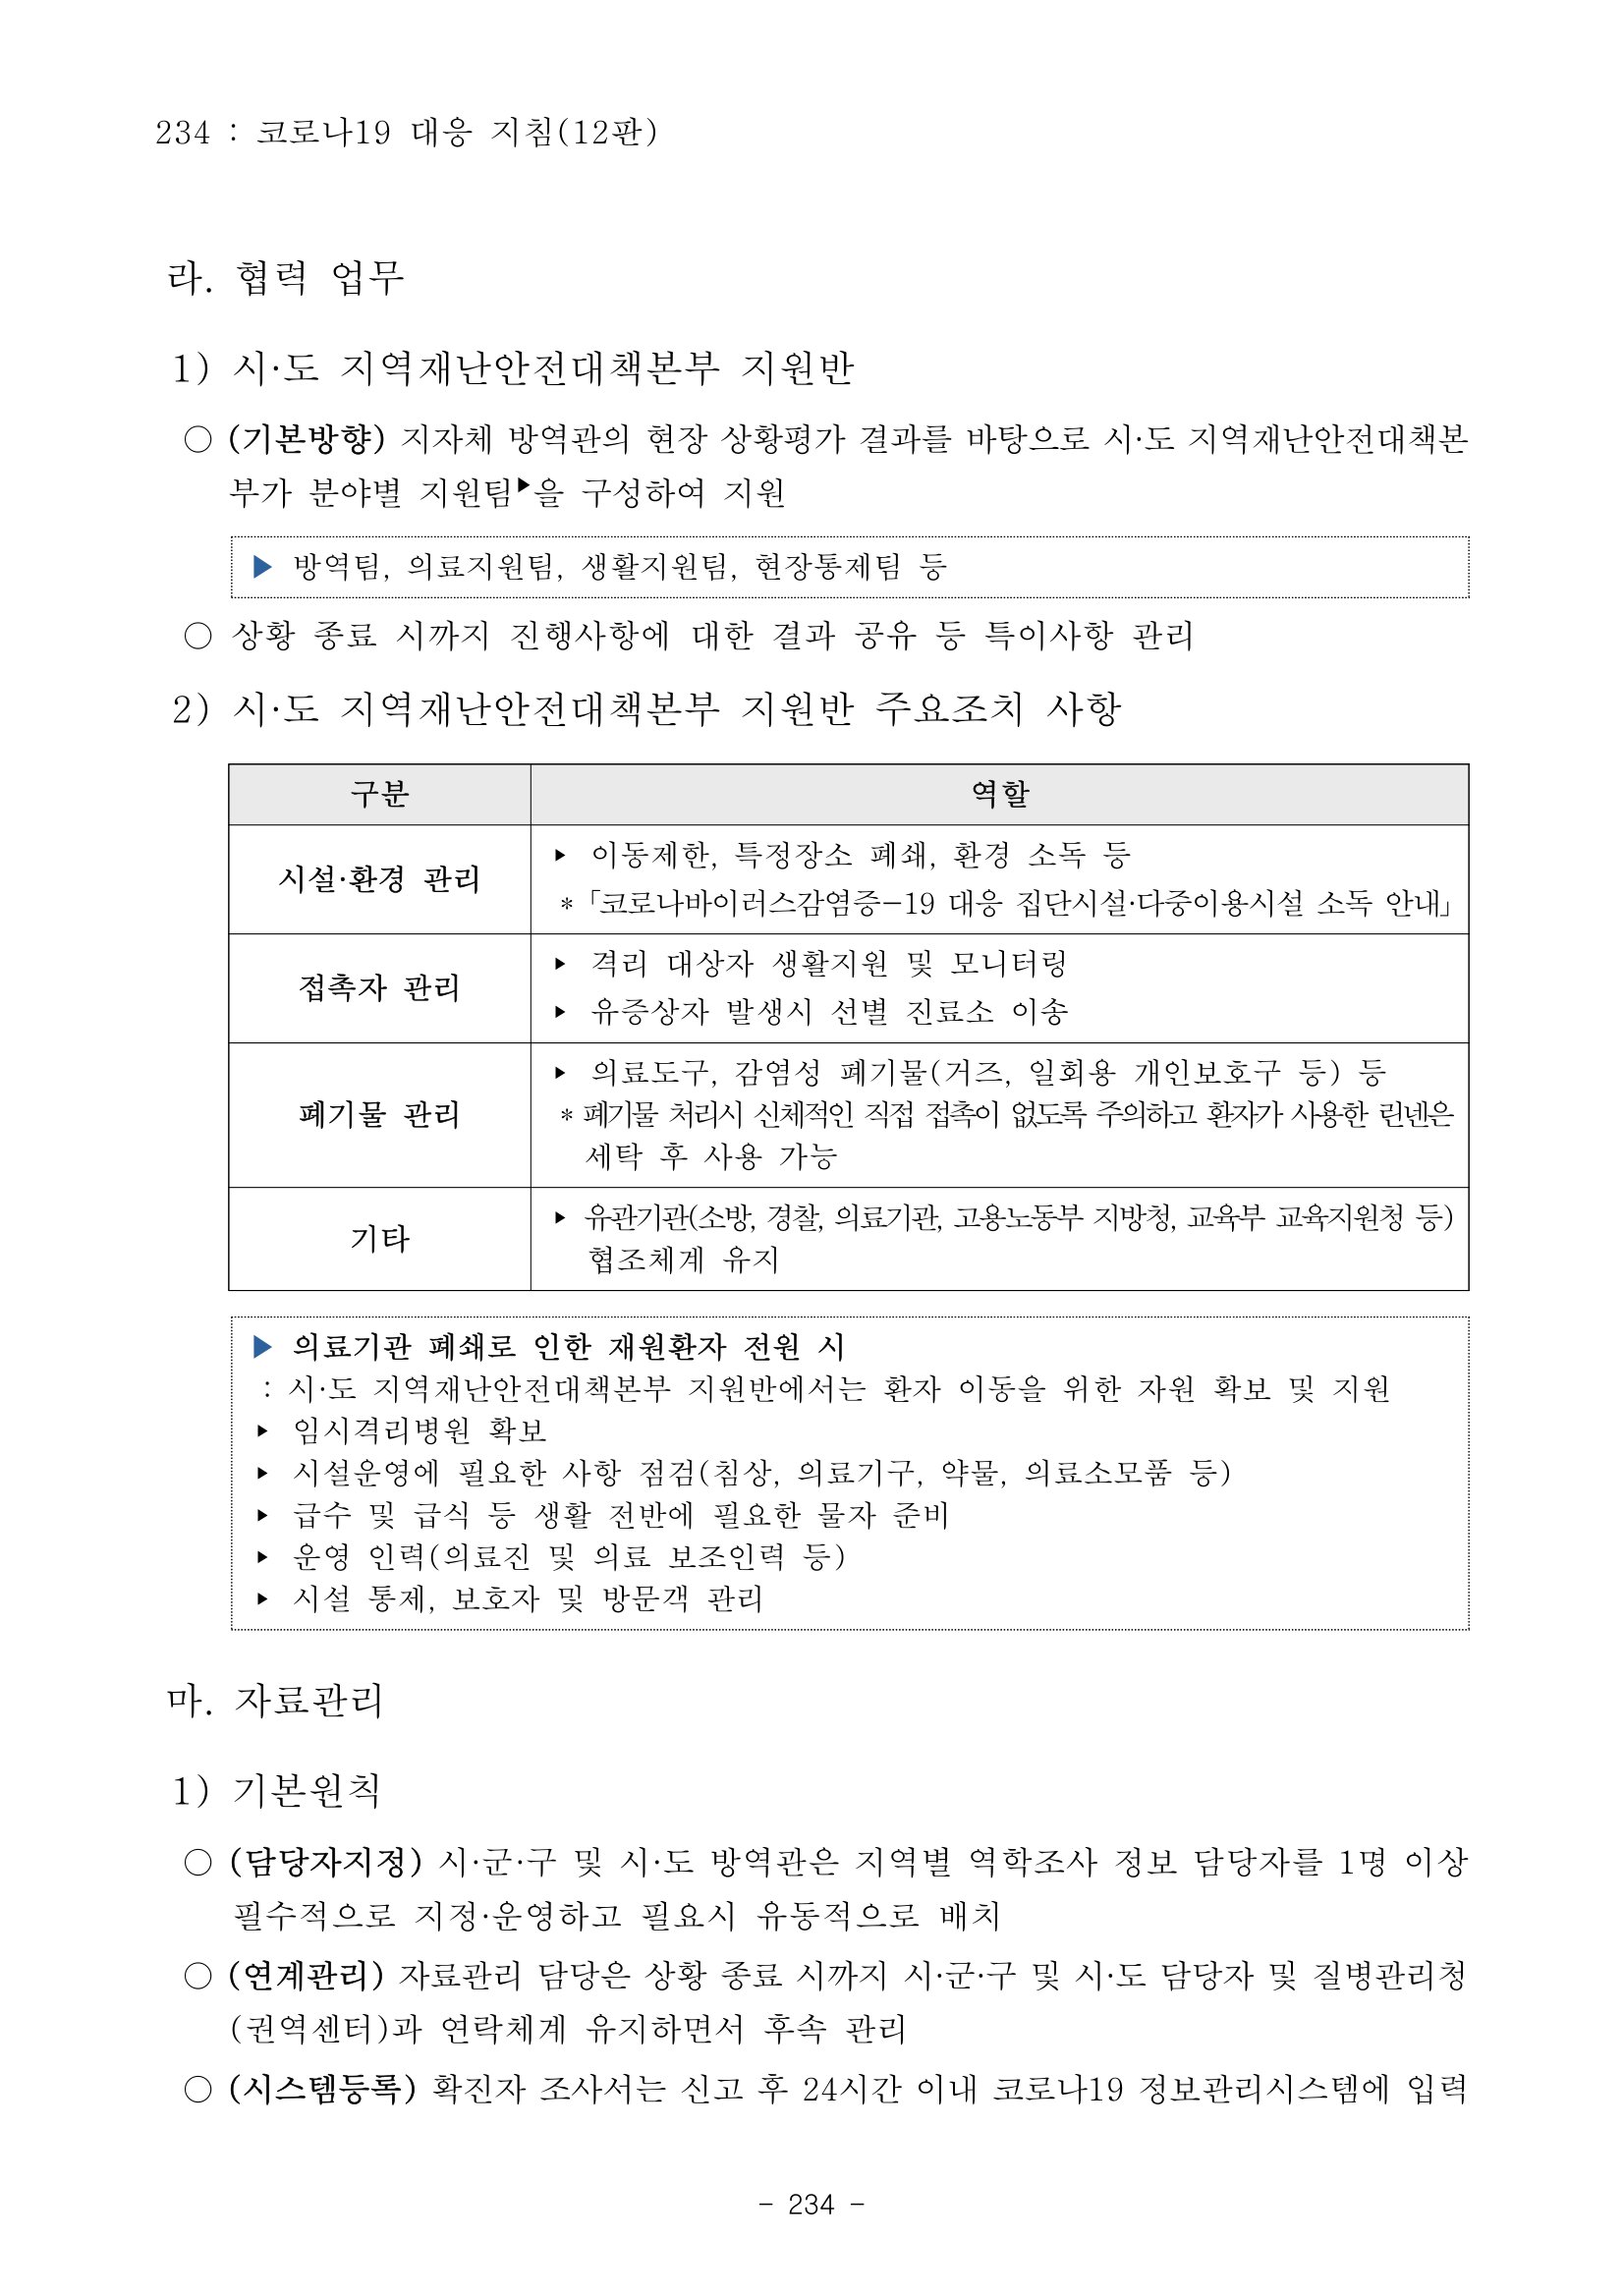 234 : 코로나19 대응 지침(12판)
라. 협력 업무
1) 시·도 지역재난안전대책본부 지원반
○ (기본방향) 지자체 방역관의 현장 상황평가 결과를 바탕으로 시·도 지역재난안전대책본
부가 분야별 지원팀▶을 구성하여 지원
▶ 방역팀, 의료지원팀, 생활지원팀, 현장통제팀 등
○ 상황 종료 시까지 진행사항에 대한 결과 공유 등 특이사항 관리
2) 시·도 지역재난안전대책본부 지원반 주요조치 사항
구분 역할
시설·환경 관리
▶ 이동제한, 특정장소 폐쇄, 환경 소독 등
*「코로나바이러스감염증-19 대응 집단시설·다중이용시설 소독 안내」
접촉자 관리
▶ 격리 대상자 생활지원 및 모니터링
▶ 유증상자 발생시 선별 진료소 이송
폐기물 관리
▶ 의료도구, 감염성 폐기물(거즈, 일회용 개인보호구 등) 등
* 폐기물 처리시 신체적인 직접 접촉이 없도록 주의하고 환자가 사용한 린넨은
세탁 후 사용 가능
기타
▶ 유관기관(소방, 경찰, 의료기관, 고용노동부 지방청, 교육부 교육지원청 등)
협조체계 유지
▶ 의료기관 폐쇄로 인한 재원환자 전원 시
: 시·도 지역재난안전대책본부 지원반에서는 환자 이동을 위한 자원 확보 및 지원
▶ 임시격리병원 확보
▶ 시설운영에 필요한 사항 점검(침상, 의료기구, 약물, 의료소모품 등)
▶ 급수 및 급식 등 생활 전반에 필요한 물자 준비
▶ 운영 인력(의료진 및 의료 보조인력 등)
▶ 시설 통제, 보호자 및 방문객 관리
마. 자료관리
1) 기본원칙
○ (담당자지정) 시·군·구 및 시·도 방역관은 지역별 역학조사 정보 담당자를 1명 이상
필수적으로 지정·운영하고 필요시 유동적으로 배치
○ (연계관리) 자료관리 담당은 상황 종료 시까지 시·군·구 및 시·도 담당자 및 질병관리청
(권역센터)과 연락체계 유지하면서 후속 관리
○ (시스템등록) 확진자 조사서는 신고 후 24시간 이내 코로나19 정보관리시스템에 입력
- 234 -